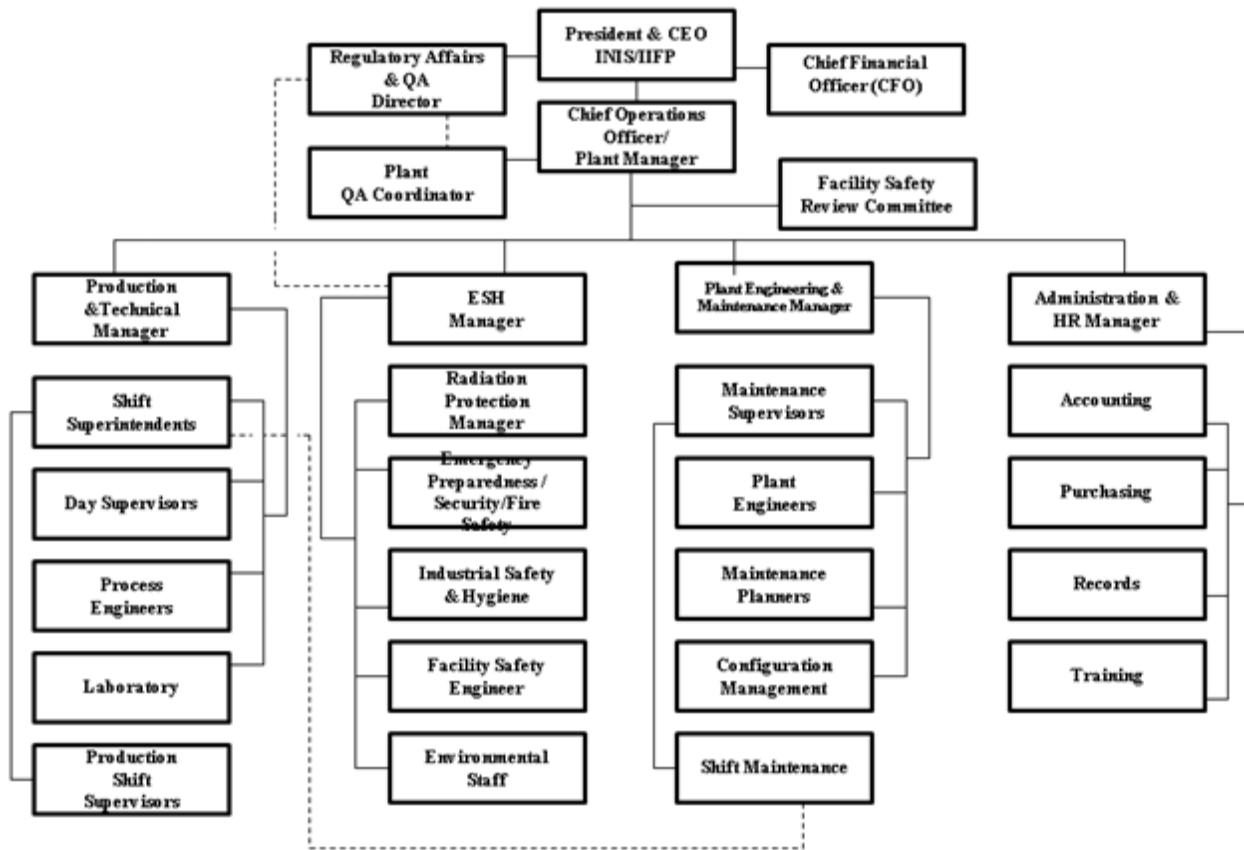 President & CEO
INIS/IIFP
Regulatory Affairs
& QA
Director
Chief Financial
Officer (CFO)
Chief Operations
Officer/
Plant Manager
Plant
QA Coordinator
Facility Safety
Review Committee
Production
&Technical
Manager
ESH
Manager
Plant Engineering &
Maintenance Manager
Administration &
HR Manager
Shift
Superintendents
Radiation
Protection
Manager
Maintenance
Supervisors
Accounting
Day Supervisors
Emergency
Preparedness /
Security/Fire
Safety
Plant
Engineers
Purchasing
Process
Engineers
Industrial Safety
& Hygiene
Maintenance
Planners
Records
Laboratory
Facility Safety
Engineer
Configuration
Management
Training
Production
Shift
Supervisors
Environmental
Staff
Shift Maintenance